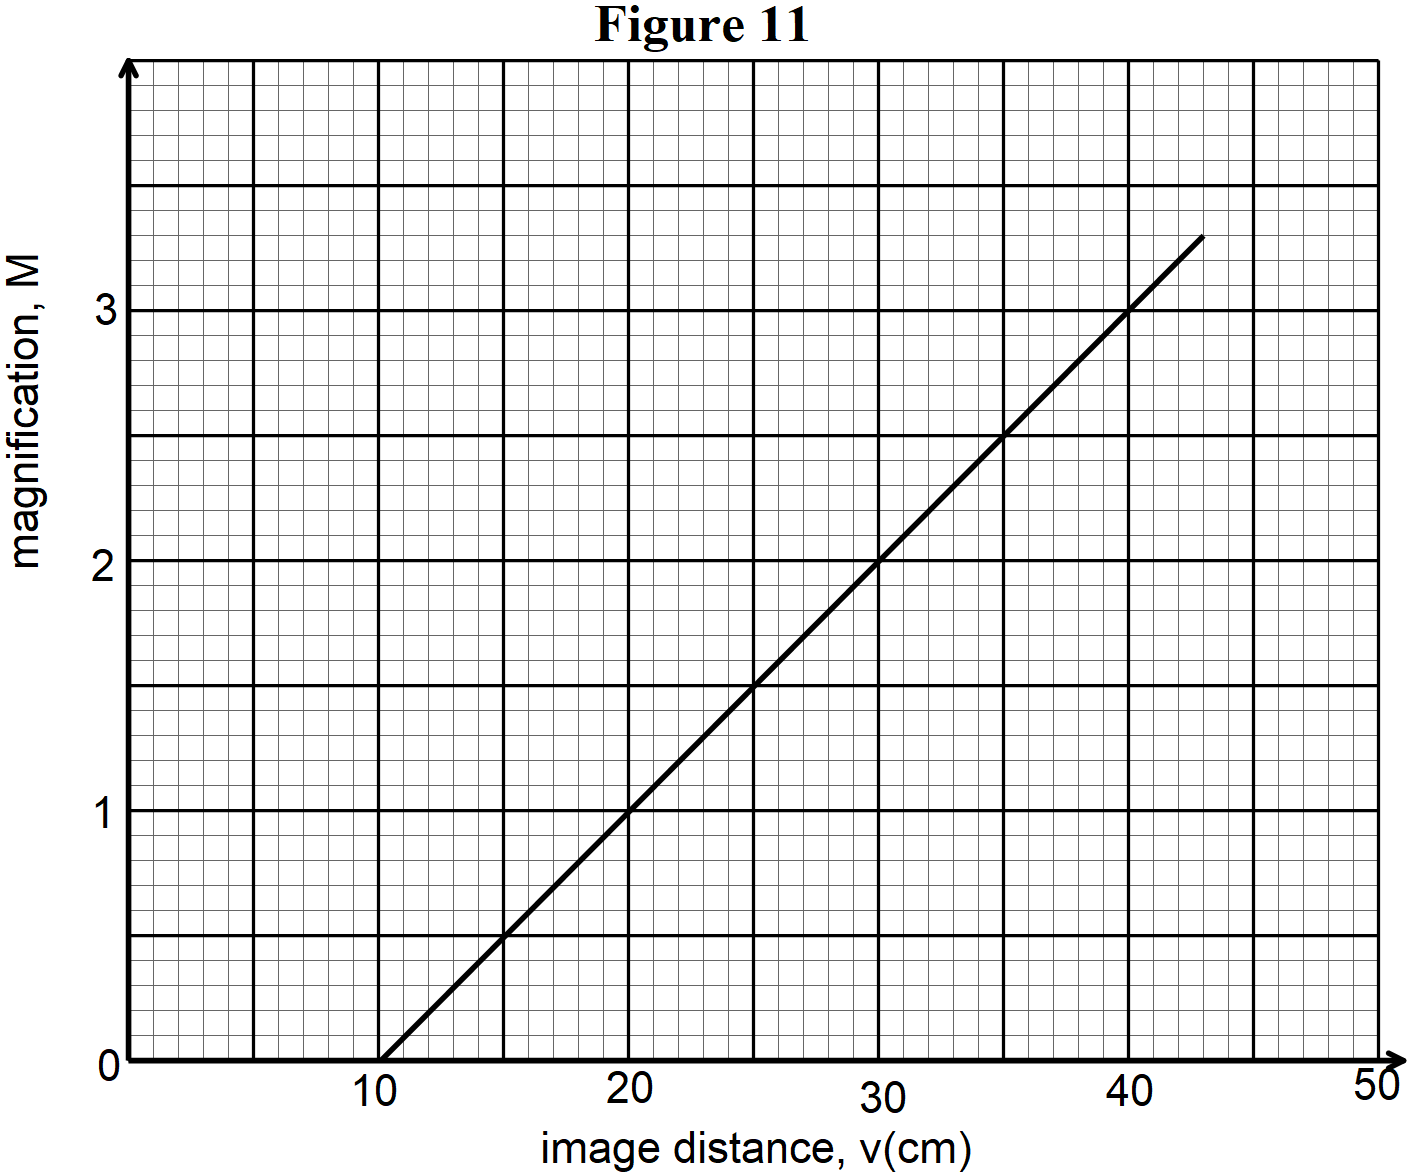 Figure 11
magnification, M
3
2
1
0
10 20 30 40 50
image distance, v(cm)